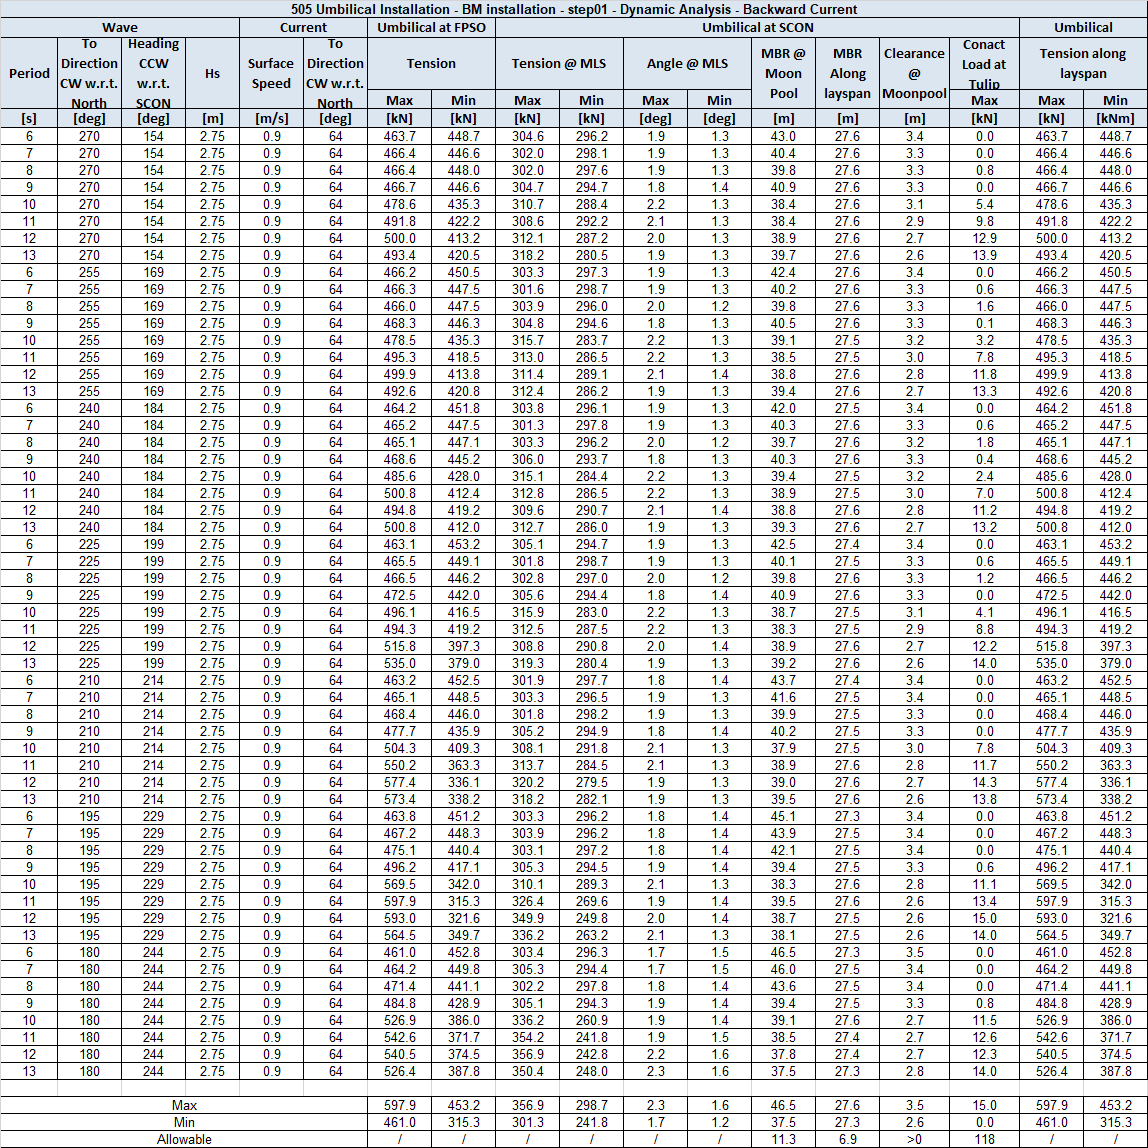 505 Umbilical Installation - BM installation - step01 - Dynamic Analysis - Backward Current
Wave Current Umbilical at FPSO Umbilical at SCON Umbilical
Period To Direction CW w.r.t. North Heading CCW w.r.t. SCON Hs Surface Speed To Direction CW w.r.t. North Tension Tension @ MLS Angle @ MLS MBR @ Moon Pool MBR Along layspan Clearance @ Moonpool Conact Load at Tulip Tension along layspan
Max Min Max Min Max Min Max Max Min
[s] [deg] [deg] [m] [m/s] [deg] [kN] [kN] [kN] [kN] [deg] [deg] [m] [m] [m] [kN] [kN] [kNm]
6 270 154 2.75 0.9 64 463.7 448.7 304.6 296.2 1.9 1.3 43.0 27.6 3.4 0.0 463.7 448.7
7 270 154 2.75 0.9 64 466.4 446.6 302.0 298.1 1.9 1.3 40.4 27.6 3.3 0.0 466.4 446.6
8 270 154 2.75 0.9 64 466.4 448.0 302.0 297.6 1.9 1.3 39.8 27.6 3.3 0.8 466.4 448.0
9 270 154 2.75 0.9 64 466.7 446.6 304.7 294.7 1.8 1.4 40.9 27.6 3.3 0.0 466.7 446.6
10 270 154 2.75 0.9 64 478.6 435.3 310.7 288.4 2.2 1.3 38.4 27.6 3.1 5.4 478.6 435.3
11 270 154 2.75 0.9 64 491.8 422.2 308.6 292.2 2.1 1.3 38.4 27.6 2.9 9.8 491.8 422.2
12 270 154 2.75 0.9 64 500.0 413.2 312.1 287.2 2.0 1.3 38.9 27.6 2.7 12.9 500.0 413.2
13 270 154 2.75 0.9 64 493.4 420.5 318.2 280.5 1.9 1.3 39.7 27.6 2.6 13.9 493.4 420.5
6 255 169 2.75 0.9 64 466.2 450.5 303.3 297.3 1.9 1.3 42.4 27.6 3.4 0.0 466.2 450.5
7 255 169 2.75 0.9 64 466.3 447.5 301.6 298.7 1.9 1.3 40.2 27.6 3.3 0.6 466.3 447.5
8 255 169 2.75 0.9 64 466.0 447.5 303.9 296.0 2.0 1.2 39.8 27.6 3.3 1.6 466.0 447.5
9 255 169 2.75 0.9 64 468.3 446.3 304.8 294.6 1.8 1.3 40.5 27.6 3.3 0.1 468.3 446.3
10 255 169 2.75 0.9 64 478.5 435.3 315.7 283.7 2.2 1.3 39.1 27.6 3.2 3.2 478.5 435.3
11 255 169 2.75 0.9 64 495.3 418.5 313.0 286.5 2.2 1.3 38.5 27.5 3.0 7.8 495.3 418.5
12 255 169 2.75 0.9 64 499.9 413.8 311.4 289.1 2.1 1.4 38.8 27.6 2.8 11.8 499.9 413.8
13 255 169 2.75 0.9 64 492.6 420.8 312.4 286.2 1.9 1.3 39.4 27.6 2.7 13.3 492.6 420.8
6 240 184 2.75 0.9 64 464.2 451.8 303.8 296.1 1.9 1.3 42.0 27.5 3.4 0.0 464.2 451.8
7 240 184 2.75 0.9 64 465.2 447.5 301.3 297.8 1.9 1.3 40.3 27.6 3.3 0.6 465.2 447.5
8 240 184 2.75 0.9 64 465.1 447.1 303.3 296.2 2.0 1.2 39.7 27.6 3.2 1.8 465.1 447.1
9 240 184 2.75 0.9 64 468.6 445.2 306.0 293.7 1.8 1.3 40.3 27.6 3.3 0.4 468.6 445.2
10 240 184 2.75 0.9 64 485.6 428.0 315.1 284.4 2.2 1.3 39.4 27.5 3.2 2.4 485.6 428.0
11 240 184 2.75 0.9 64 500.8 412.4 312.8 286.5 2.2 1.3 38.9 27.5 3.0 7.0 500.8 412.4
12 240 184 2.75 0.9 64 494.8 419.2 309.6 290.7 2.1 1.4 38.8 27.6 2.8 11.2 494.8 419.2
13 240 184 2.75 0.9 64 500.8 412.0 312.7 286.0 1.9 1.3 39.3 27.6 2.7 13.2 500.8 412.0
6 225 199 2.75 0.9 64 463.1 453.2 305.1 294.7 1.9 1.3 42.5 27.4 3.4 0.0 463.1 453.2
7 225 199 2.75 0.9 64 465.5 449.1 301.8 298.7 1.9 1.3 40.1 27.5 3.3 0.6 465.5 449.1
8 225 199 2.75 0.9 64 466.5 446.2 302.8 297.0 2.0 1.2 39.8 27.6 3.3 1.2 466.5 446.2
9 225 199 2.75 0.9 64 472.5 442.0 305.6 294.4 1.8 1.4 40.9 27.6 3.3 0.0 472.5 442.0
10 225 199 2.75 0.9 64 496.1 416.5 315.9 283.0 2.2 1.3 38.7 27.5 3.1 4.1 496.1 416.5
11 225 199 2.75 0.9 64 494.3 419.2 312.5 287.5 2.2 1.3 38.3 27.5 2.9 8.8 494.3 419.2
12 225 199 2.75 0.9 64 515.8 397.3 308.8 290.8 2.0 1.4 38.9 27.6 2.7 12.2 515.8 397.3
13 225 199 2.75 0.9 64 535.0 379.0 319.3 280.4 1.9 1.3 39.2 27.6 2.6 14.0 535.0 379.0
6 210 214 2.75 0.9 64 463.2 452.5 301.9 297.7 1.8 1.4 43.7 27.4 3.4 0.0 463.2 452.5
7 210 214 2.75 0.9 64 465.1 448.5 303.3 296.5 1.9 1.3 41.6 27.5 3.4 0.0 465.1 448.5
8 210 214 2.75 0.9 64 468.4 446.0 301.8 298.2 1.9 1.3 39.9 27.5 3.3 0.0 468.4 446.0
9 210 214 2.75 0.9 64 477.7 435.9 305.2 294.9 1.8 1.4 40.2 27.5 3.3 0.0 477.7 435.9
10 210 214 2.75 0.9 64 504.3 409.3 308.1 291.8 2.1 1.3 37.9 27.5 3.0 7.8 504.3 409.3
11 210 214 2.75 0.9 64 550.2 363.3 313.7 284.5 2.1 1.3 38.9 27.6 2.8 11.7 550.2 363.3
12 210 214 2.75 0.9 64 577.4 336.1 320.2 279.5 1.9 1.3 39.0 27.6 2.7 14.3 577.4 336.1
13 210 214 2.75 0.9 64 573.4 338.2 318.2 282.1 1.9 1.3 39.5 27.6 2.6 13.8 573.4 338.2
6 195 229 2.75 0.9 64 463.8 451.2 303.3 296.2 1.8 1.4 45.1 27.3 3.4 0.0 463.8 451.2
7 195 229 2.75 0.9 64 467.2 448.3 303.9 296.2 1.8 1.4 43.9 27.5 3.4 0.0 467.2 448.3
8 195 229 2.75 0.9 64 475.1 440.4 303.1 297.2 1.8 1.4 42.1 27.5 3.4 0.0 475.1 440.4
9 195 229 2.75 0.9 64 496.2 417.1 305.3 294.5 1.9 1.4 39.4 27.5 3.3 0.6 496.2 417.1
10 195 229 2.75 0.9 64 569.5 342.0 310.1 289.3 2.1 1.3 38.3 27.6 2.8 11.1 569.5 342.0
11 195 229 2.75 0.9 64 597.9 315.3 326.4 269.6 1.9 1.4 39.5 27.6 2.6 13.4 597.9 315.3
12 195 229 2.75 0.9 64 593.0 321.6 349.9 249.8 2.0 1.4 38.7 27.5 2.6 15.0 593.0 321.6
13 195 229 2.75 0.9 64 564.5 349.7 336.2 263.2 2.1 1.3 38.1 27.5 2.6 14.0 564.5 349.7
6 180 244 2.75 0.9 64 461.0 452.8 303.4 296.3 1.7 1.5 46.5 27.3 3.5 0.0 461.0 452.8
7 180 244 2.75 0.9 64 464.2 449.8 305.3 294.4 1.7 1.5 46.0 27.5 3.4 0.0 464.2 449.8
8 180 244 2.75 0.9 64 471.4 441.1 302.2 297.8 1.8 1.4 43.6 27.5 3.4 0.0 471.4 441.1
9 180 244 2.75 0.9 64 484.8 428.9 305.1 294.3 1.9 1.4 39.4 27.5 3.3 0.8 484.8 428.9
10 180 244 2.75 0.9 64 526.9 386.0 336.2 260.9 1.9 1.4 39.1 27.6 2.7 11.5 526.9 386.0
11 180 244 2.75 0.9 64 542.6 371.7 354.2 241.8 1.9 1.5 38.5 27.4 2.7 12.6 542.6 371.7
12 180 244 2.75 0.9 64 540.5 374.5 356.9 242.8 2.2 1.6 37.8 27.4 2.7 12.3 540.5 374.5
13 180 244 2.75 0.9 64 526.4 387.8 350.4 248.0 2.3 1.6 37.5 27.3 2.8 14.0 526.4 387.8
Max 597.9 453.2 356.9 298.7 2.3 1.6 46.5 27.6 3.5 15.0 597.9 453.2
Min 461.0 315.3 301.3 241.8 1.7 1.2 37.5 27.3 2.6 0.0 461.0 315.3
Allowable / / / / / / 11.3 6.9 >0 118 / /